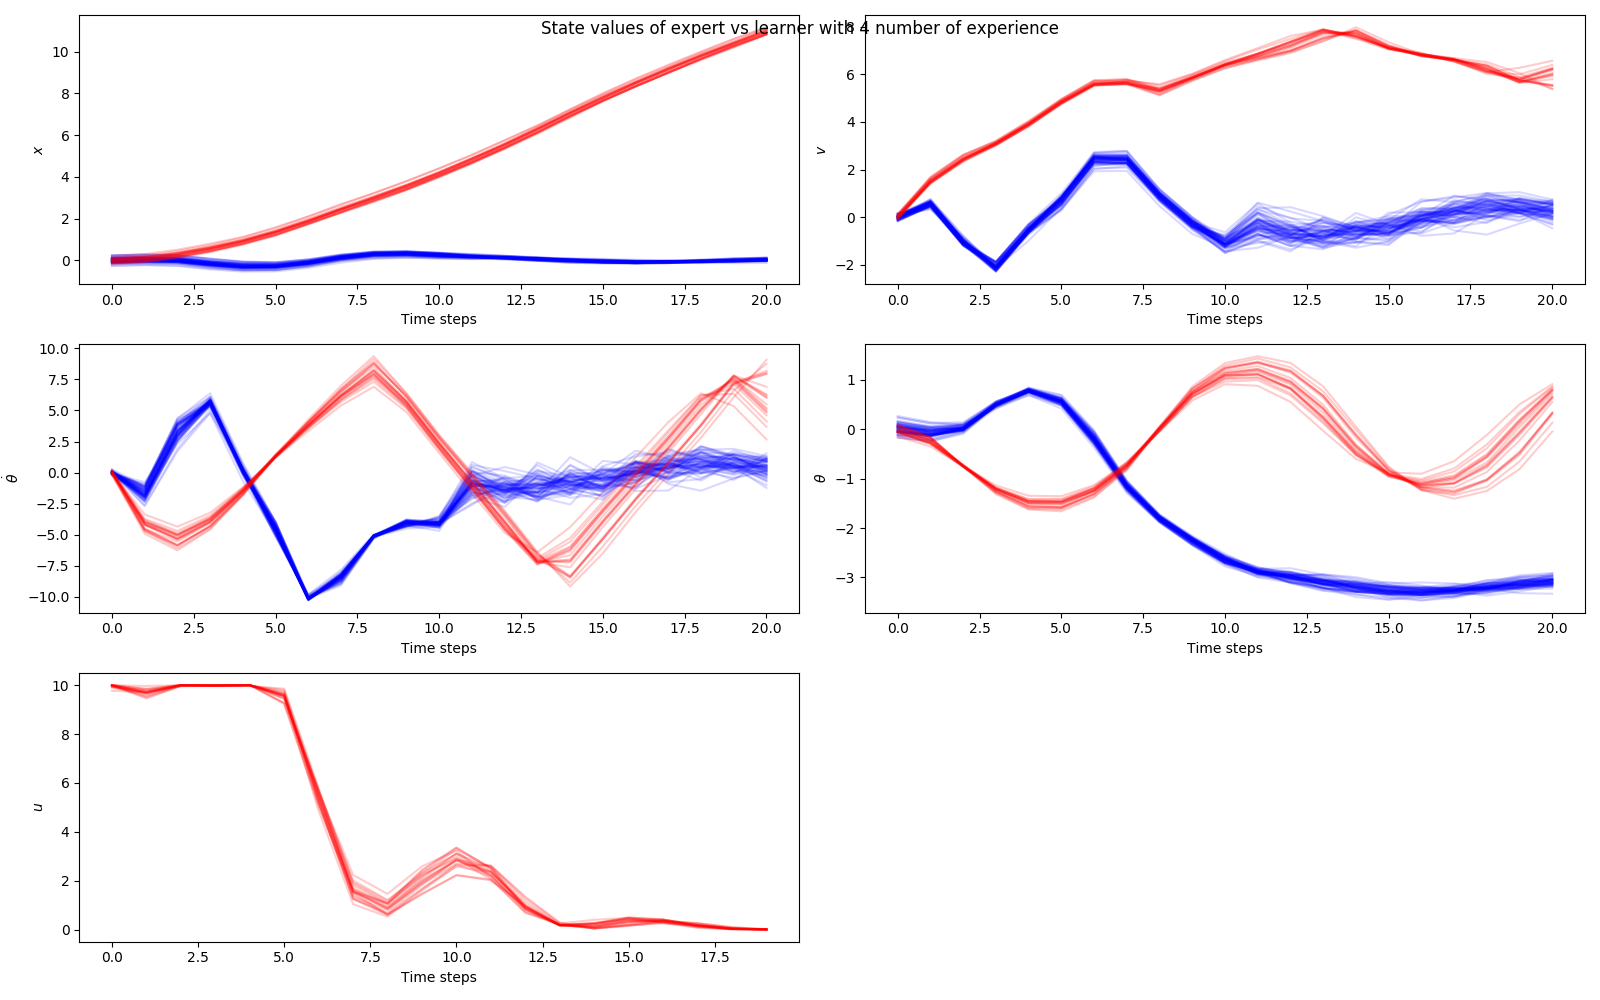 State values of expert vs learner with 4 number of experience
10
8
6
4
2
0
x
0.0 2.5 5.0 7.5 10.0 12.5 15.0 17.5 20.0
Time steps
8
6
4
2
0
−2
v
0.0 2.5 5.0 7.5 10.0 12.5 15.0 17.5 20.0
Time steps
10.0
7.5
5.0
2.5
0.0
−2.5
−5.0
−7.5
−10.0
θ̇
0.0 2.5 5.0 7.5 10.0 12.5 15.0 17.5 20.0
Time steps
1
0
−1
−2
−3
θ
0.0 2.5 5.0 7.5 10.0 12.5 15.0 17.5 20.0
Time steps
10
8
6
4
2
0
u
0.0 2.5 5.0 7.5 10.0 12.5 15.0 17.5
Time steps